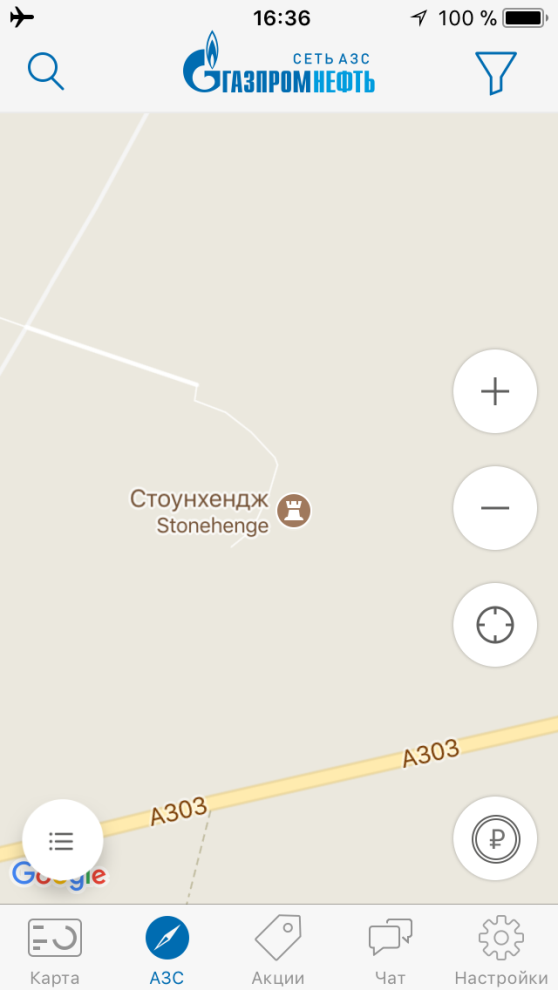 16:36
100 %
СЕТЬ АЗС
ГАЗПРОМНЕФТЬ
Стоунхендж
Stonehenge
A303
A303
₽
Google
Карта
АЗС
Акции
Чат
Настройки